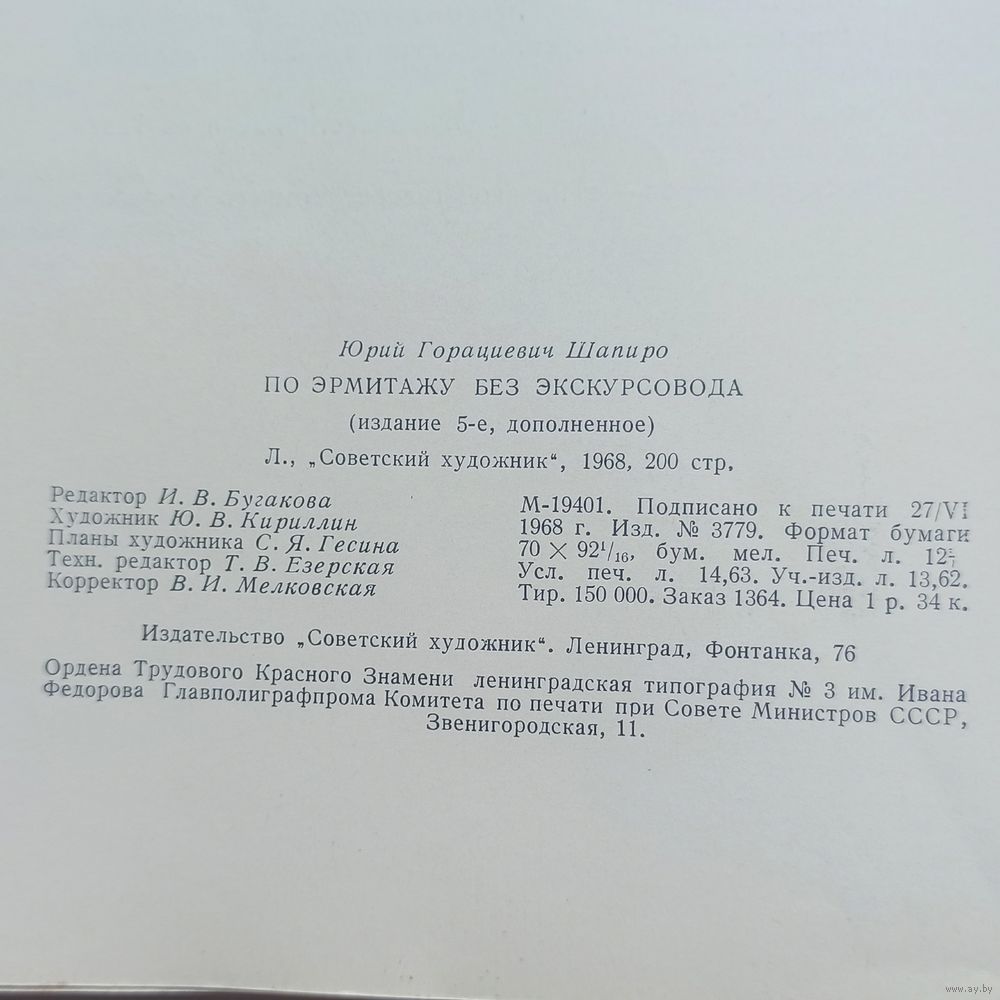 Юрий Горациевич Шапиро
ПО ЭРМИТАЖУ БЕЗ ЭКСКУРСОВОДА
(издание 5-е, дополненное)
Л., „Советский художник“, 1968, 200 стр.
Редактор И. В. Бугакова
Художник Ю. В. Кириллин
Планы художника С. Я. Гесина
Техн. редактор Т. В. Езерская
Корректор В. И. Мелковская
М-19401. Подписано к печати 27/VI
1968 г. Изд. № 3779. Формат бумаги
70 × 92¹/₁₆, бум. мел. Печ. л.
Усл. печ. л. 14,63. Уч.-изд. л. 13,62.
Тир. 150 000. Заказ 1364. Цена 1 р. 34 к.
Издательство „Советский художник“. Ленинград, Фонтанка, 76
Ордена Трудового Красного Знамени ленинградская типография № 3 им. Ивана
Федорова Главполиграфпрома Комитета по печати при Совете Министров СССР,
Звенигородская, 11.
www.ay.by